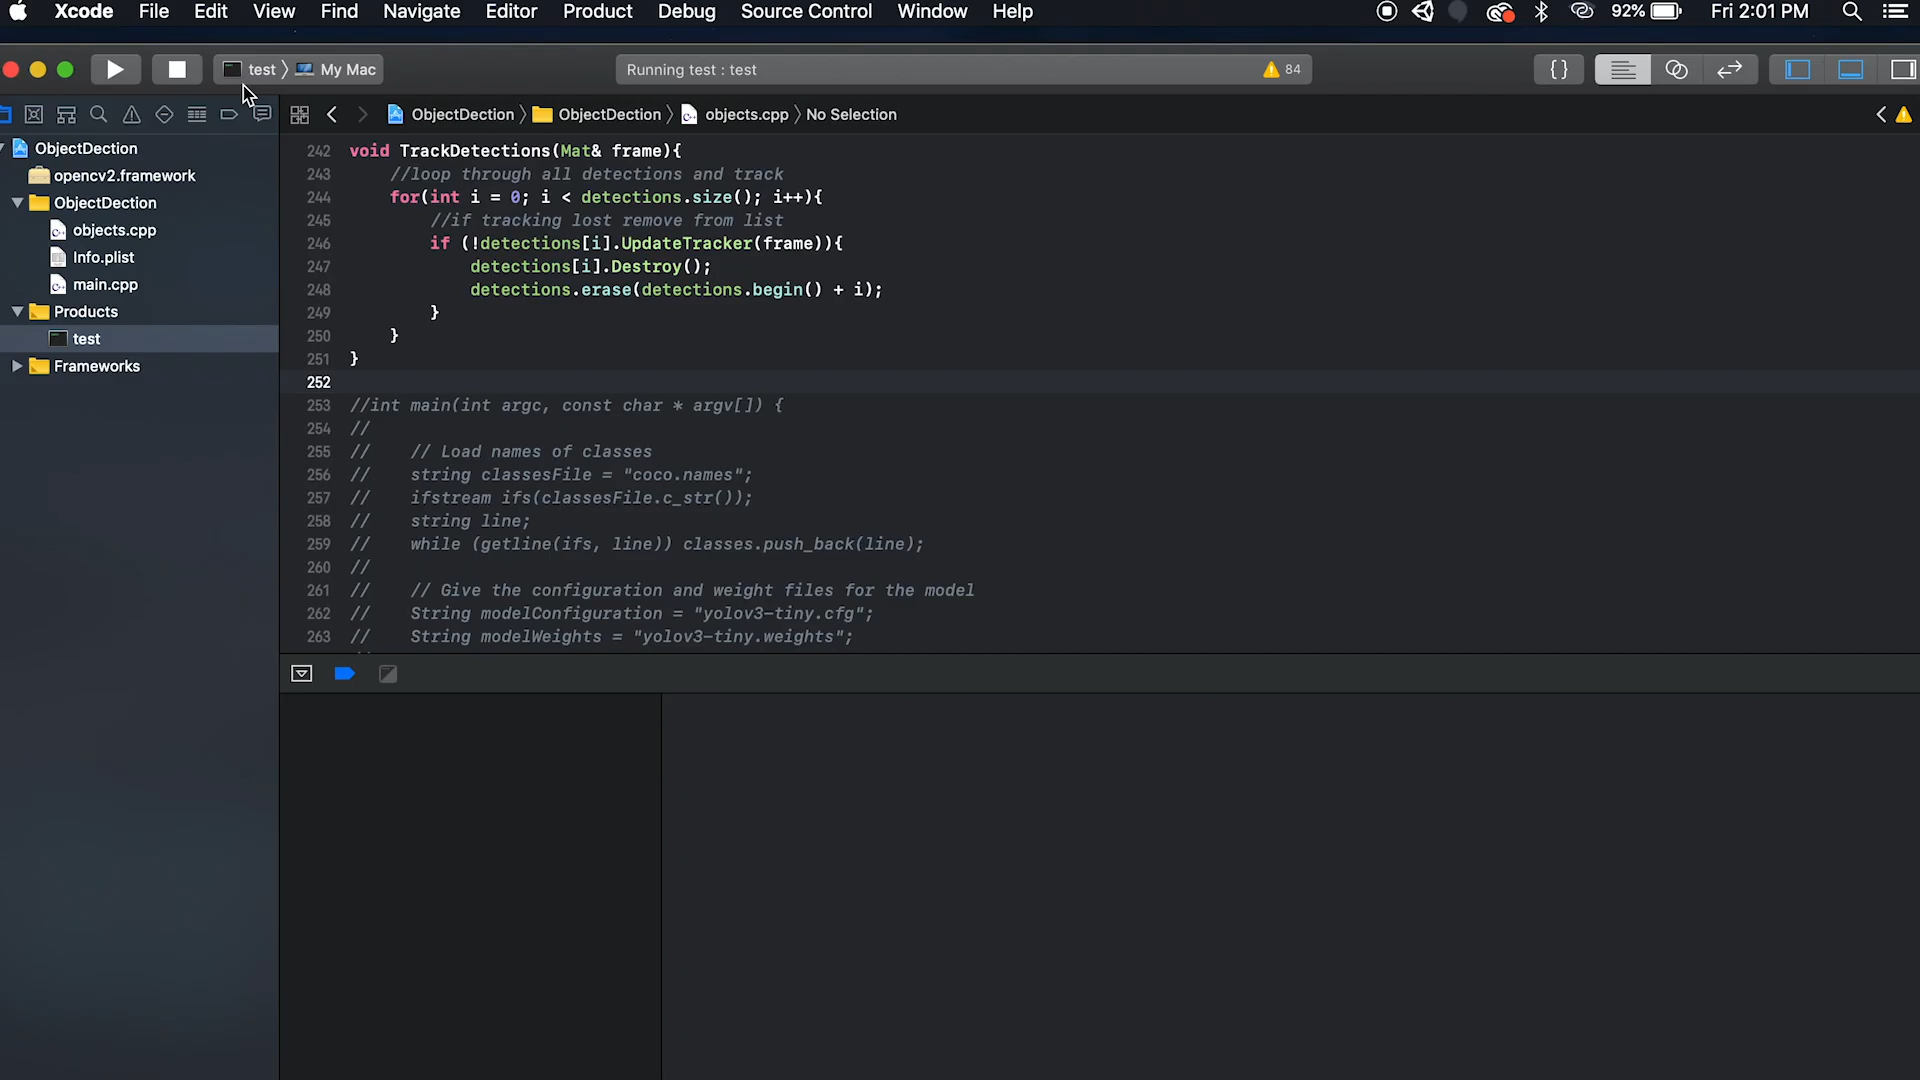 Xcode File Edit View Find Navigate Editor Product Debug Source Control Window Help 92% Fri 2:01 PM
test My Mac Running test : test 84 {}
ObjectDection ObjectDection objects.cpp No Selection
ObjectDection
opencv2.framework
ObjectDection
objects.cpp
Info.plist
main.cpp
Products
test
Frameworks
242 void TrackDetections(Mat& frame){
243 //loop through all detections and track
244 for(int i = 0; i < detections.size(); i++){
245 //if tracking lost remove from list
246 if (!detections[i].UpdateTracker(frame)){
247 detections[i].Destroy();
248 detections.erase(detections.begin() + i);
249 }
250 }
251 }
252
253 //int main(int argc, const char * argv[]) {
254 //
255 // // Load names of classes
256 // string classesFile = "coco.names";
257 // ifstream ifs(classesFile.c_str());
258 // string line;
259 // while (getline(ifs, line)) classes.push_back(line);
260 //
261 // // Give the configuration and weight files for the model
262 // String modelConfiguration = "yolov3-tiny.cfg";
263 // String modelWeights = "yolov3-tiny.weights";